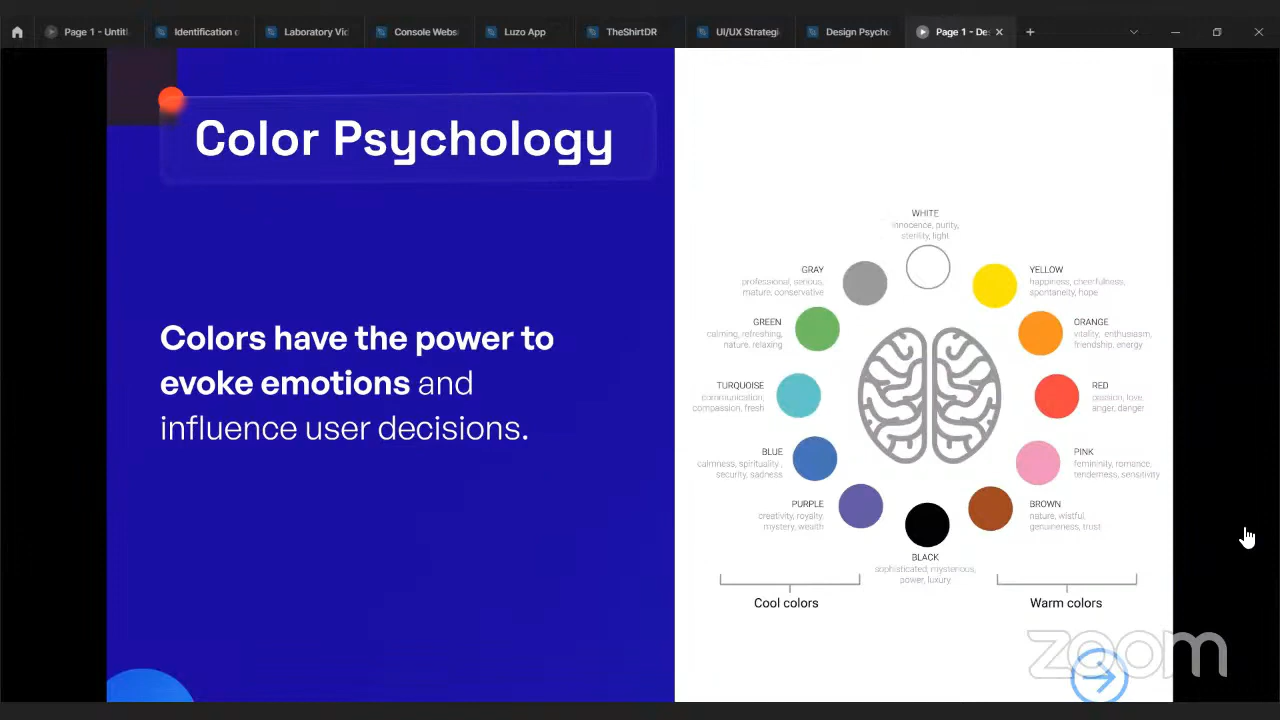 Page 1 - Untitl
Identification o
Laboratory Vid
Console Webs
Luzo App
TheShirtDR
UI/UX Strategi
Design Psycho
Page 1 - Des
Color Psychology
Colors have the power to
evoke emotions and
influence user decisions.
WHITE
innocence, purity,
sterility, light
GRAY
professional, serious,
mature, conservative
YELLOW
happiness, cheerfulness,
spontaneity, hope
GREEN
calming, refreshing,
nature, relaxing
ORANGE
vitality, enthusiasm,
friendship, energy
TURQUOISE
communication,
compassion, fresh
RED
passion, love,
anger, danger
BLUE
calmness, spirituality,
security, sadness
PINK
femininity, romance,
tenderness, sensitivity
PURPLE
creativity, royalty,
mystery, wealth
BROWN
nature, wistful,
genuineness, trust
BLACK
sophisticated, mysterious,
power, luxury
Cool colors
Warm colors
zoom